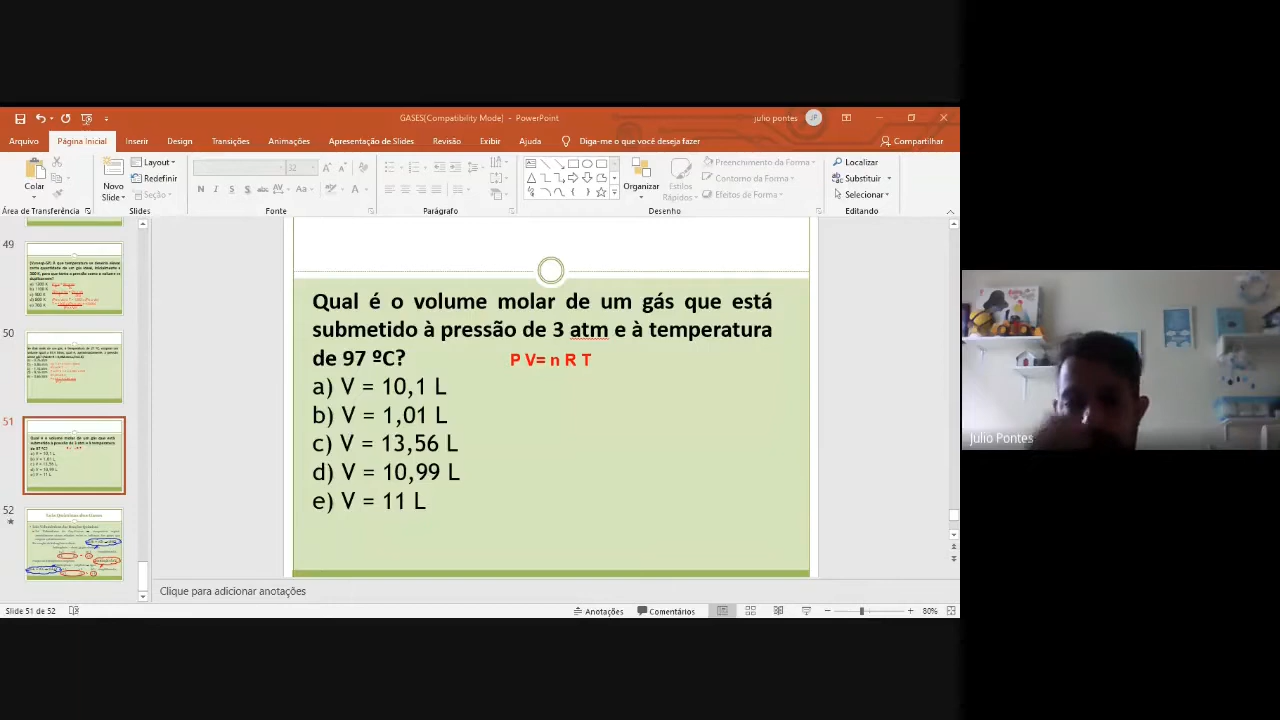 GASES[Compatibility Mode] - PowerPoint
julio pontes
JP
Arquivo
Página Inicial
Inserir
Design
Transições
Animações
Apresentação de Slides
Revisão
Exibir
Ajuda
Diga-me o que você deseja fazer
Compartilhar
Colar
Novo
Slide
Layout
Redefinir
Seção
32
N I S S abc AV Aa A
Organizar
Estilos
Rápidos
Preenchimento da Forma
Contorno da Forma
Efeitos de Forma
Localizar
Substituir
Selecionar
Área de Transferência
Slides
Fonte
Parágrafo
Desenho
Editando
49
50
51
52
Qual é o volume molar de um gás que está
submetido à pressão de 3 atm e à temperatura
de 97 ºC?
P V= n R T
a) V = 10,1 L
b) V = 1,01 L
c) V = 13,56 L
d) V = 10,99 L
e) V = 11 L
Clique para adicionar anotações
Slide 51 de 52
Anotações
Comentários
80%
Julio Pontes